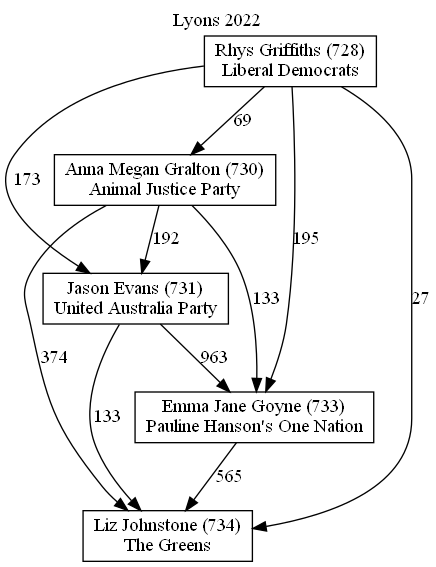 Lyons 2022
Rhys Griffiths (728)
Liberal Democrats
69
Anna Megan Gralton (730)
Animal Justice Party
173
192
195
Jason Evans (731)
United Australia Party
133
27
374
963
133
Emma Jane Goyne (733)
Pauline Hanson's One Nation
565
Liz Johnstone (734)
The Greens